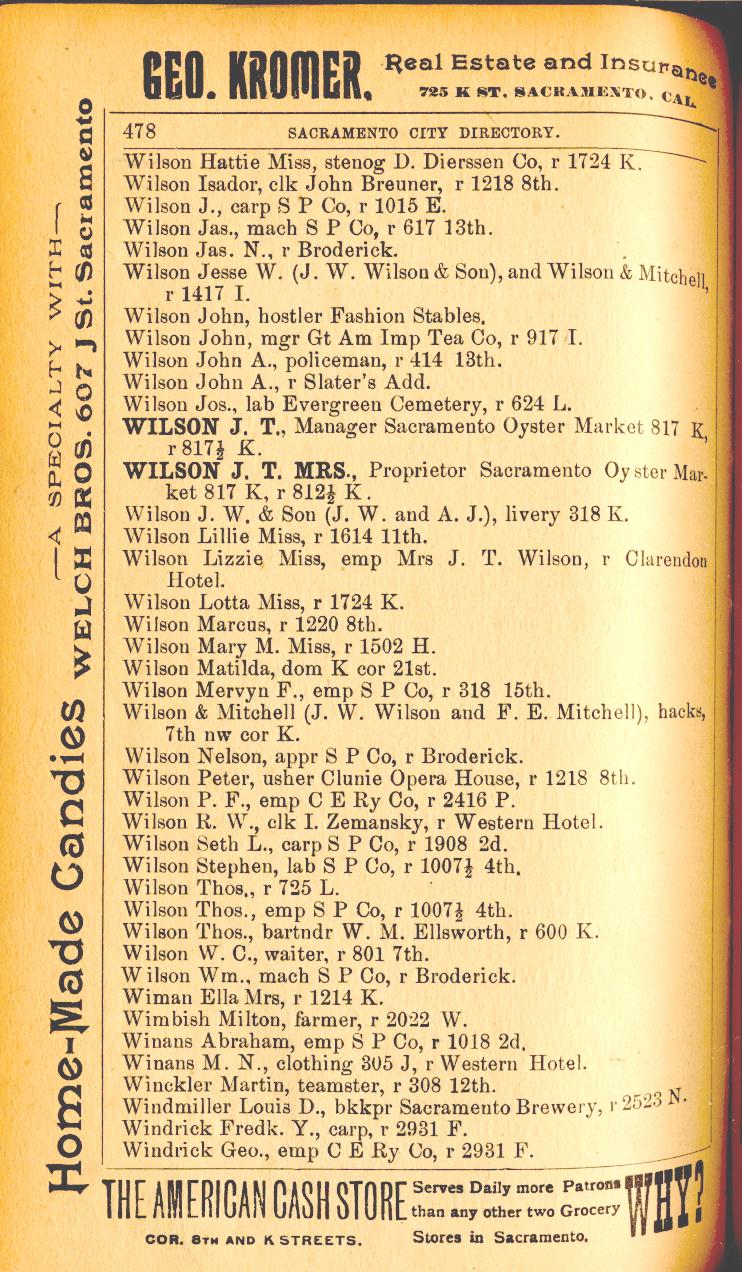 GEO. KROMER. Real Estate and Insurance
725 K ST. SACRAMENTO, CAL.
478 SACRAMENTO CITY DIRECTORY.
Wilson Hattie Miss, stenog D. Dierssen Co, r 1724 K.
Wilson Isador, clk John Breuner, r 1218 8th.
Wilson J., carp S P Co, r 1015 E.
Wilson Jas., mach S P Co, r 617 13th.
Wilson Jas. N., r Broderick.
Wilson Jesse W. (J. W. Wilson & Son), and Wilson & Mitchell,
r 1417 I.
Wilson John, hostler Fashion Stables.
Wilson John, mgr Gt Am Imp Tea Co, r 917 I.
Wilson John A., policeman, r 414 13th.
Wilson John A., r Slater's Add.
Wilson Jos., lab Evergreen Cemetery, r 624 L.
WILSON J. T., Manager Sacramento Oyster Market 817 K,
r 817½ K.
WILSON J. T. MRS., Proprietor Sacramento Oyster Mar-
ket 817 K, r 812½ K.
Wilson J. W. & Son (J. W. and A. J.), livery 318 K.
Wilson Lillie Miss, r 1614 11th.
Wilson Lizzie Miss, emp Mrs J. T. Wilson, r Clarendon
Hotel.
Wilson Lotta Miss, r 1724 K.
Wilson Marcus, r 1220 8th.
Wilson Mary M. Miss, r 1502 H.
Wilson Matilda, dom K cor 21st.
Wilson Mervyn F., emp S P Co, r 318 15th.
Wilson & Mitchell (J. W. Wilson and F. E. Mitchell), hacks,
7th nw cor K.
Wilson Nelson, appr S P Co, r Broderick.
Wilson Peter, usher Clunie Opera House, r 1218 8th.
Wilson P. F., emp C E Ry Co, r 2416 P.
Wilson R. W., clk I. Zemansky, r Western Hotel.
Wilson Seth L., carp S P Co, r 1908 2d.
Wilson Stephen, lab S P Co, r 1007½ 4th.
Wilson Thos., r 725 L.
Wilson Thos., emp S P Co, r 1007½ 4th.
Wilson Thos., bartndr W. M. Ellsworth, r 600 K.
Wilson W. C., waiter, r 801 7th.
Wilson Wm., mach S P Co, r Broderick.
Wiman Ella Mrs, r 1214 K.
Wimbish Milton, farmer, r 2022 W.
Winans Abraham, emp S P Co, r 1018 2d.
Winans M. N., clothing 305 J, r Western Hotel.
Winckler Martin, teamster, r 308 12th.
Windmiller Louis D., bkkpr Sacramento Brewery, r 2523 N.
Windrick Fredk. Y., carp, r 2931 F.
Windrick Geo., emp C E Ry Co, r 2931 F.
Home-Made Candies
—A SPECIALTY WITH—
WELCH BROS. 607 J St. Sacramento
THE AMERICAN CASH STORE
COR. 8TH AND K STREETS.
Serves Daily more Patrons
than any other two Grocery
Stores in Sacramento.
WHY?